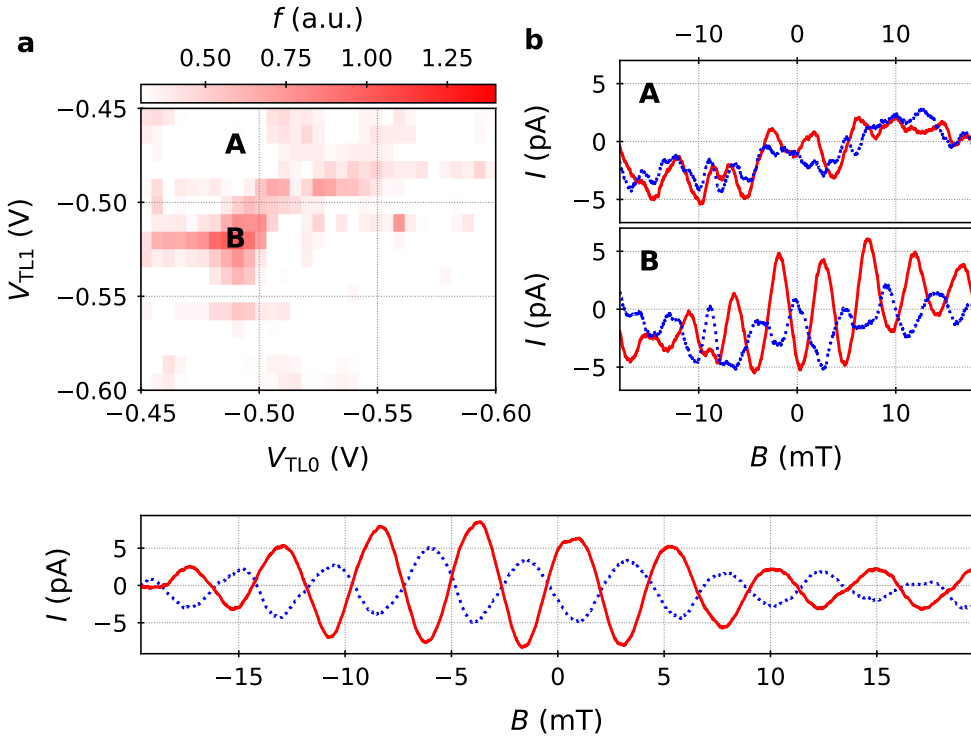 a
f (a.u.)
0.50 0.75 1.00 1.25
−0.45
−0.50
−0.55
−0.60
V_TL1 (V)
A
B
−0.45 −0.50 −0.55 −0.60
V_TL0 (V)
b
−10 0 10
A
5
0
−5
I (pA)
B
5
0
−5
I (pA)
−10 0 10
B (mT)
5
0
−5
I (pA)
−15 −10 −5 0 5 10 15
B (mT)